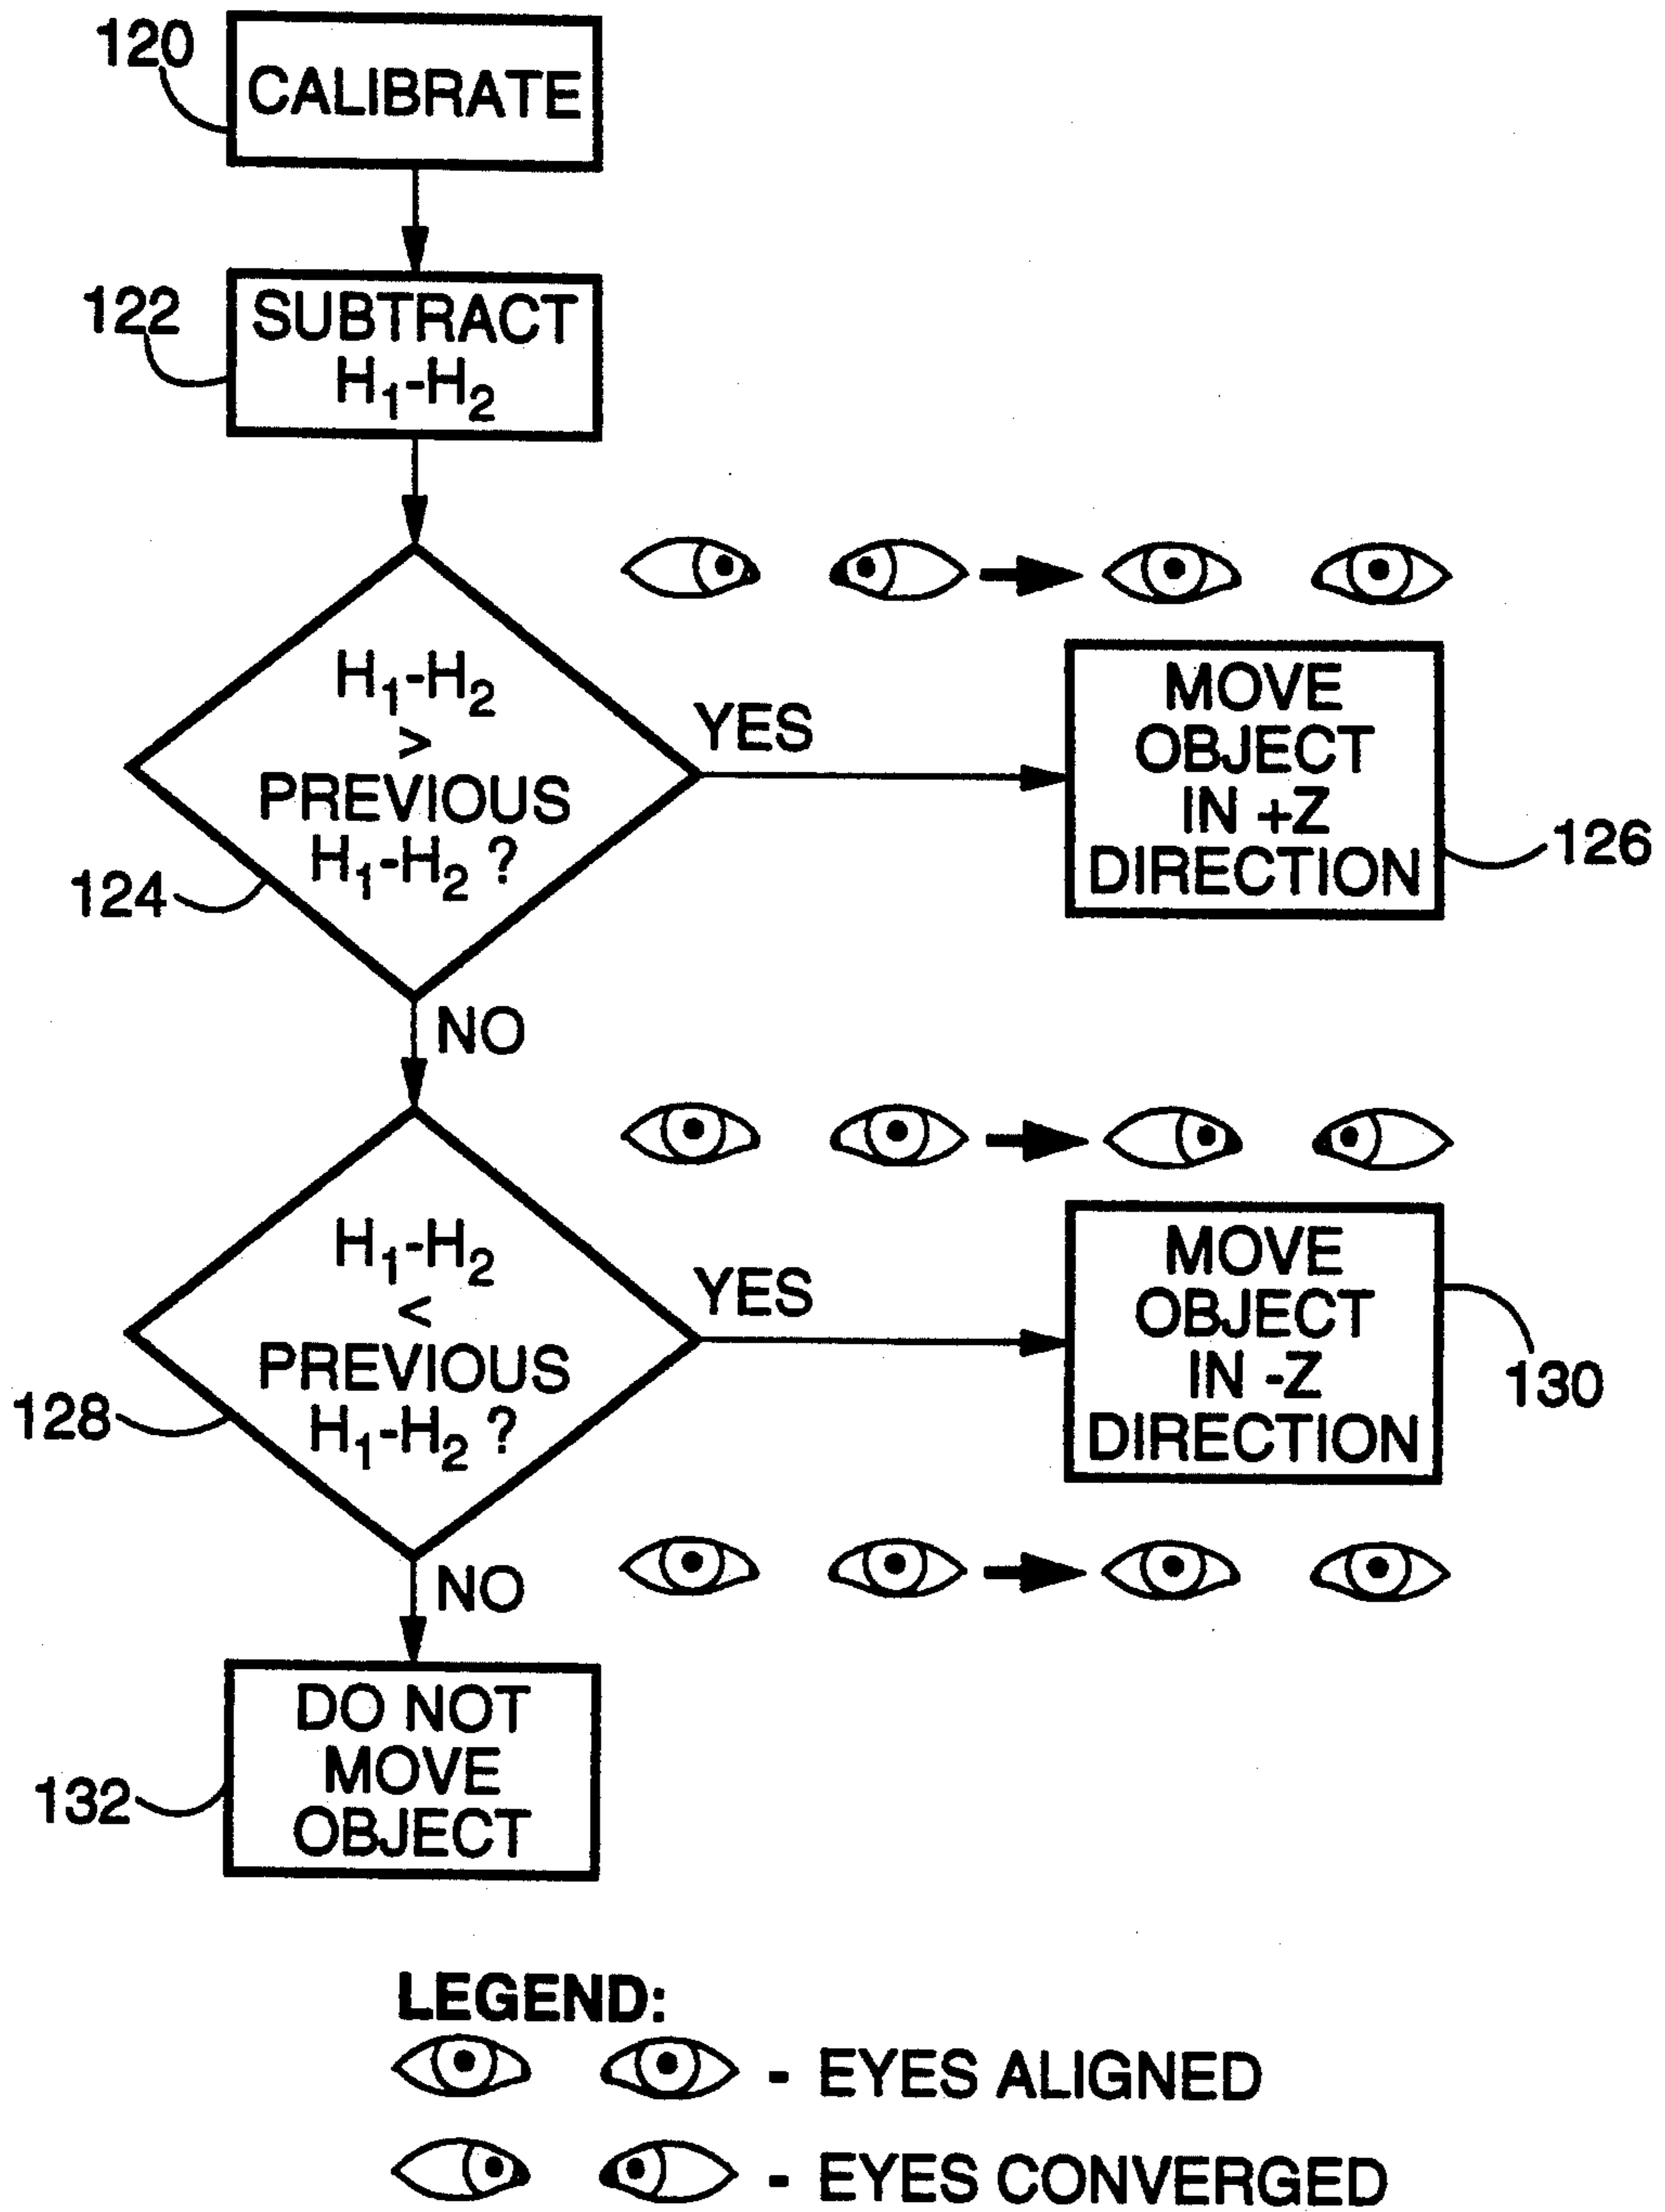 120
CALIBRATE
122
SUBTRACT
H₁-H₂
H₁-H₂
>
PREVIOUS
H₁-H₂ ?
124
YES
MOVE
OBJECT
IN +Z
DIRECTION
126
NO
H₁-H₂
<
PREVIOUS
H₁-H₂ ?
128
YES
MOVE
OBJECT
IN -Z
DIRECTION
130
NO
DO NOT
MOVE
OBJECT
132
LEGEND:
- EYES ALIGNED
- EYES CONVERGED